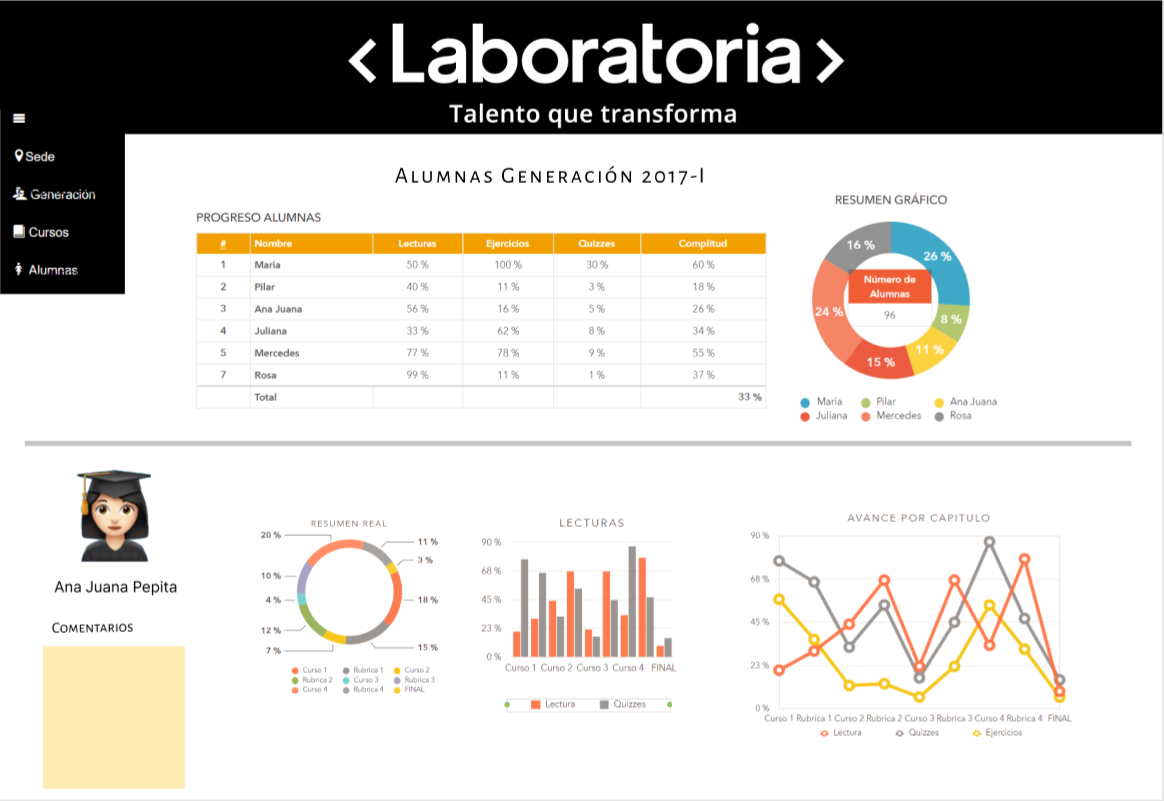 <Laboratoria>
Talento que transforma
Sede
Generación
Cursos
Alumnas
Alumnas Generación 2017-I
PROGRESO ALUMNAS
# Nombre Lecturas Ejercicios Quizzes Complitud
1 Maria 50 % 100 % 30 % 60 %
2 Pilar 40 % 11 % 3 % 18 %
3 Ana Juana 56 % 16 % 5 % 26 %
4 Juliana 33 % 62 % 8 % 34 %
5 Mercedes 77 % 78 % 9 % 55 %
7 Rosa 99 % 11 % 1 % 37 %
Total 33 %
RESUMEN GRÁFICO
16 % 26 %
Número de
Alumnas
96
24 % 8 %
11 %
15 %
Maria Pilar Ana Juana
Juliana Mercedes Rosa
Ana Juana Pepita
Comentarios
RESUMEN REAL
20 % 11 %
3 %
10 %
4 % 18 %
12 %
7 % 15 %
Curso 1 Rubrica 1 Curso 2
Rubrica 2 Curso 3 Rubrica 3
Curso 4 Rubrica 4 FINAL
LECTURAS
90 %
68 %
45 %
23 %
0 %
Curso 1 Curso 2 Curso 3 Curso 4 FINAL
Lectura Quizzes
AVANCE POR CAPITULO
90 %
68 %
45 %
23 %
0 %
Curso 1 Rubrica 1 Curso 2 Rubrica 2 Curso 3 Rubrica 3 Curso 4 Rubrica 4 FINAL
Lectura Quizzes Ejercicios